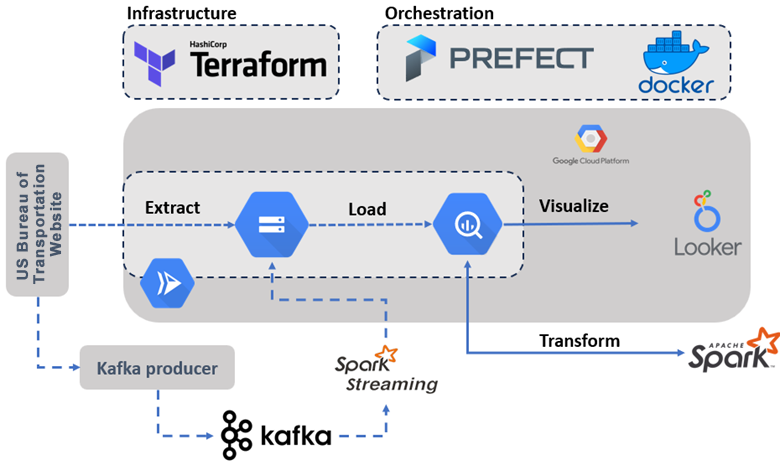 Infrastructure
Orchestration
HashiCorp
Terraform
PREFECT
docker
Google Cloud Platform
US Bureau of
Transportation
Website
Extract
Load
Visualize
Looker
Transform
APACHE
Spark
TM
Kafka producer
Spark
Streaming
kafka